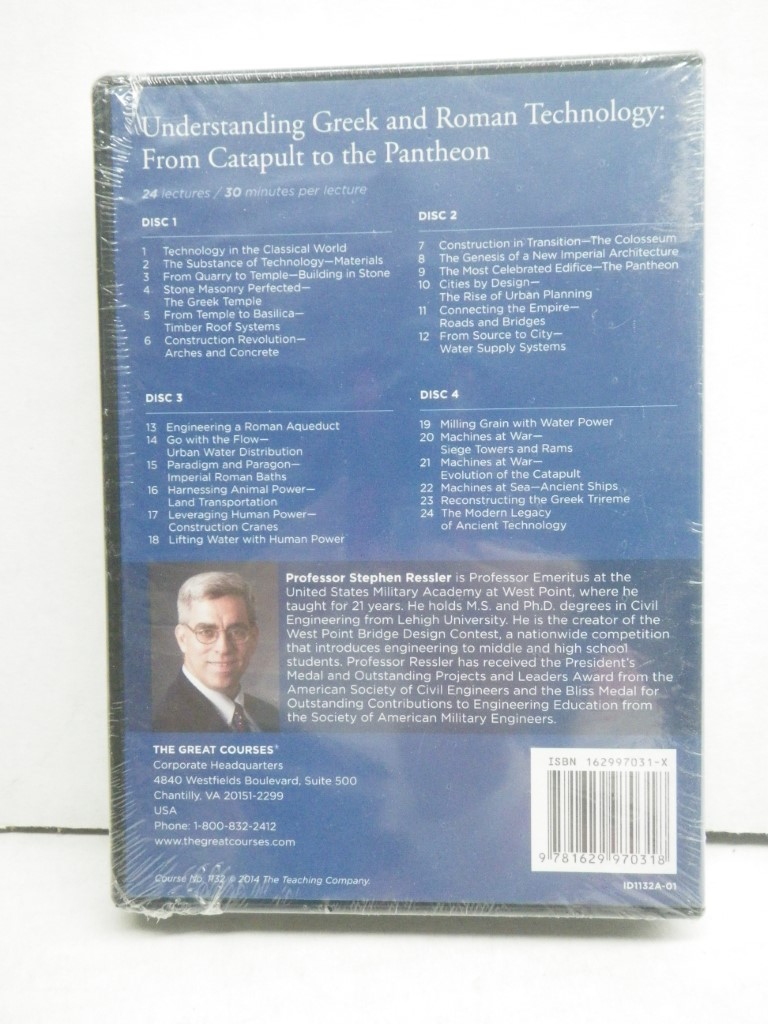 Understanding Greek and Roman Technology:
From Catapult to the Pantheon
24 lectures / 30 minutes per lecture
DISC 1
1 Technology in the Classical World
2 The Substance of Technology—Materials
3 From Quarry to Temple—Building in Stone
4 Stone Masonry Perfected—
The Greek Temple
5 From Temple to Basilica—
Timber Roof Systems
6 Construction Revolution—
Arches and Concrete
DISC 2
7 Construction in Transition—The Colosseum
8 The Genesis of a New Imperial Architecture
9 The Most Celebrated Edifice—The Pantheon
10 Cities by Design—
The Rise of Urban Planning
11 Connecting the Empire—
Roads and Bridges
12 From Source to City—
Water Supply Systems
DISC 3
13 Engineering a Roman Aqueduct
14 Go with the Flow—
Urban Water Distribution
15 Paradigm and Paragon—
Imperial Roman Baths
16 Harnessing Animal Power—
Land Transportation
17 Leveraging Human Power—
Construction Cranes
18 Lifting Water with Human Power
DISC 4
19 Milling Grain with Water Power
20 Machines at War—
Siege Towers and Rams
21 Machines at War—
Evolution of the Catapult
22 Machines at Sea—Ancient Ships
23 Reconstructing the Greek Trireme
24 The Modern Legacy
of Ancient Technology
Professor Stephen Ressler is Professor Emeritus at the
United States Military Academy at West Point, where he
taught for 21 years. He holds M.S. and Ph.D. degrees in Civil
Engineering from Lehigh University. He is the creator of the
West Point Bridge Design Contest, a nationwide competition
that introduces engineering to middle and high school
students. Professor Ressler has received the President's
Medal and Outstanding Projects and Leaders Award from the
American Society of Civil Engineers and the Bliss Medal for
Outstanding Contributions to Engineering Education from
the Society of American Military Engineers.
THE GREAT COURSES®
Corporate Headquarters
4840 Westfields Boulevard, Suite 500
Chantilly, VA 20151-2299
USA
Phone: 1-800-832-2412
www.thegreatcourses.com
Course No. 1132 © 2014 The Teaching Company.
ISBN 162997031-X
9 781629 970318
ID1132A-01